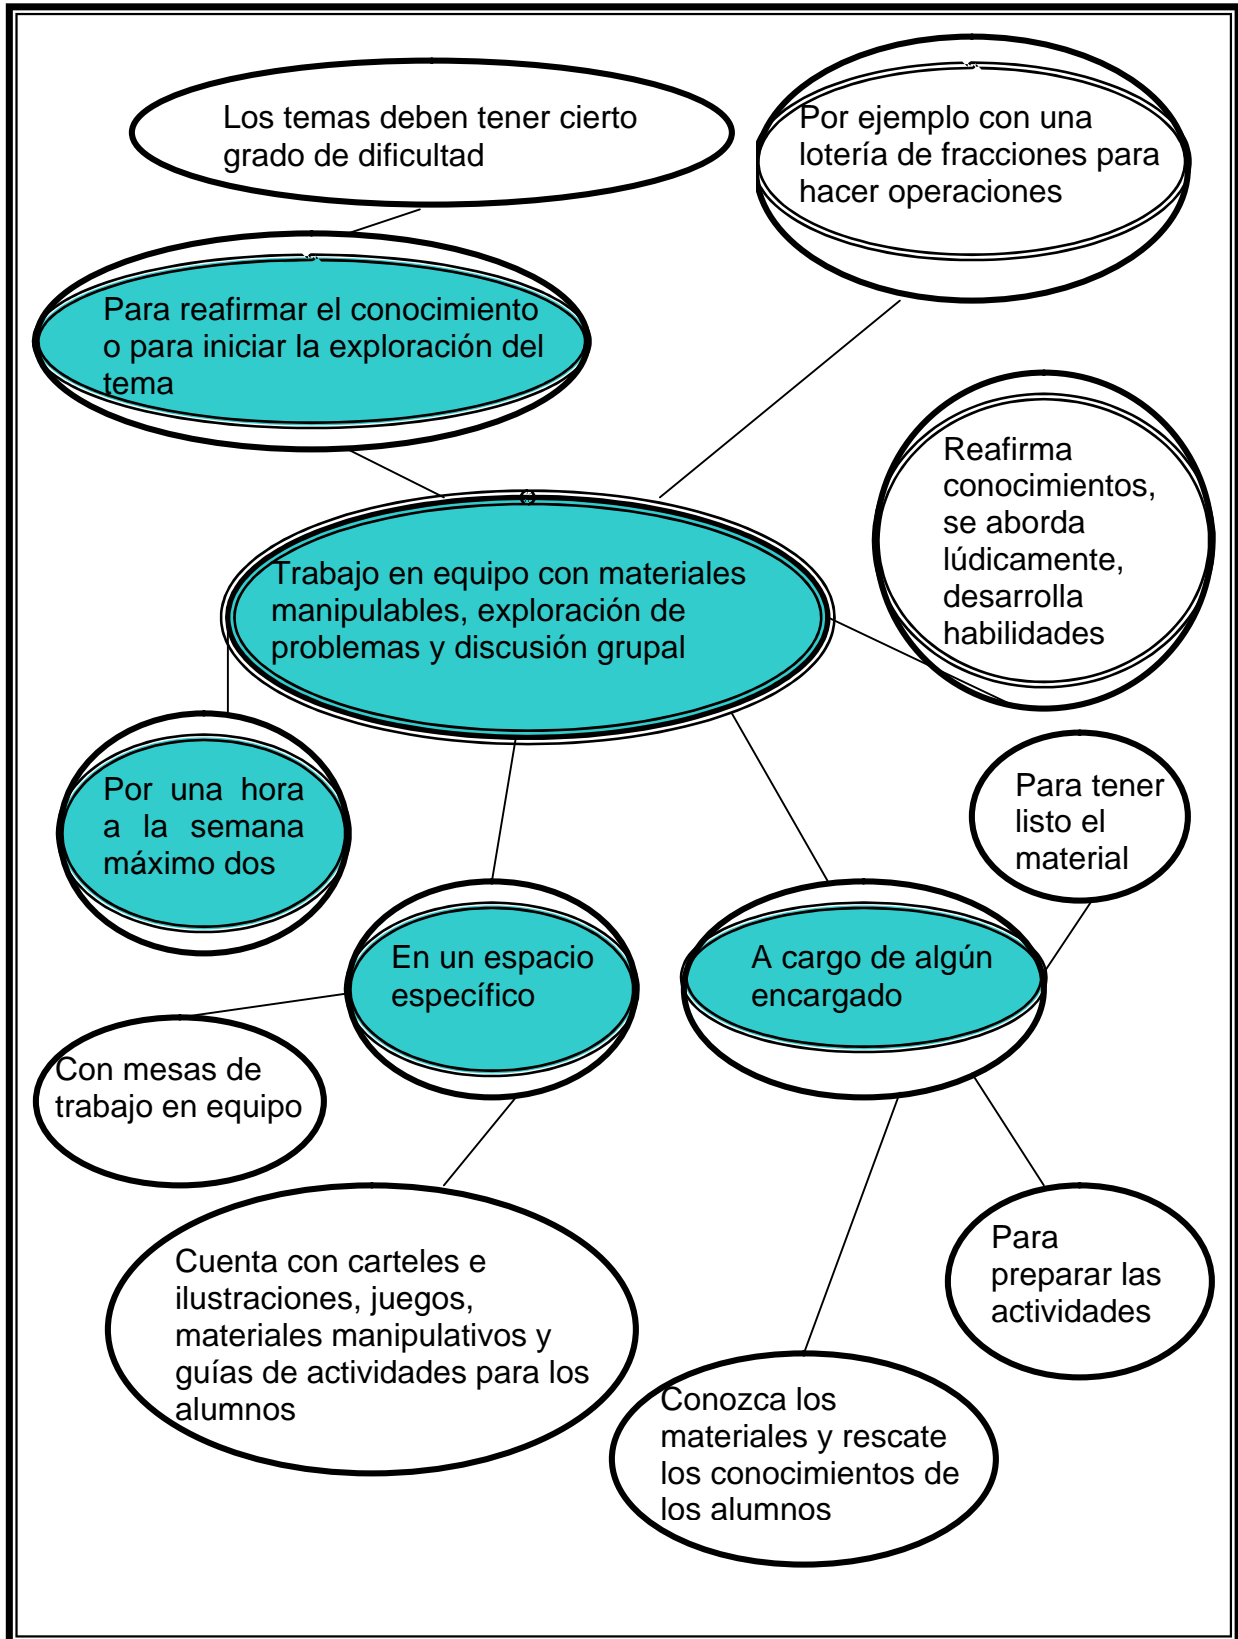 Los temas deben tener cierto
grado de dificultad
Por ejemplo con una
lotería de fracciones para
hacer operaciones
Para reafirmar el conocimiento
o para iniciar la exploración del
tema
Reafirma
conocimientos,
se aborda
lúdicamente,
desarrolla
habilidades
Trabajo en equipo con materiales
manipulables, exploración de
problemas y discusión grupal
Por una hora
a la semana
máximo dos
Para tener
listo el
material
En un espacio
específico
A cargo de algún
encargado
Con mesas de
trabajo en equipo
Cuenta con carteles e
ilustraciones, juegos,
materiales manipulativos y
guías de actividades para los
alumnos
Para
preparar las
actividades
Conozca los
materiales y rescate
los conocimientos de
los alumnos